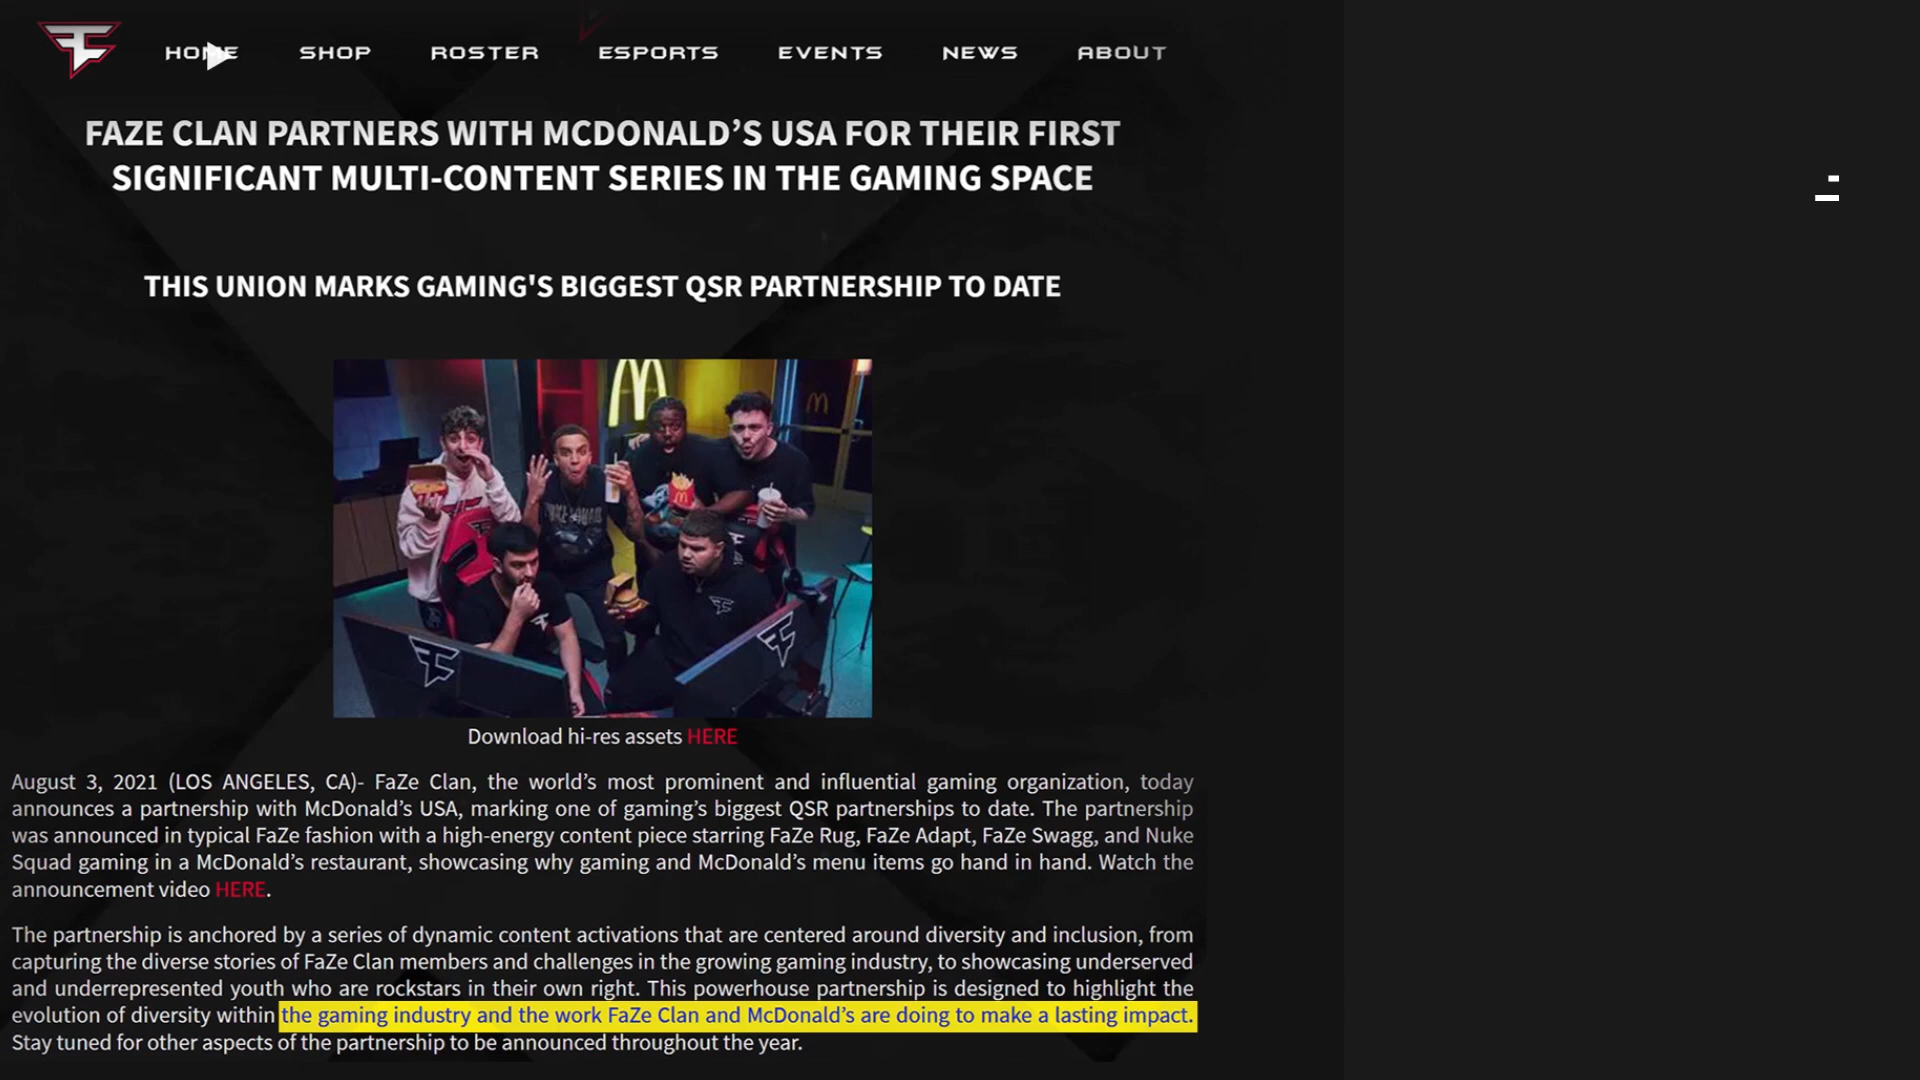 HOME SHOP ROSTER ESPORTS EVENTS NEWS ABOUT
FAZE CLAN PARTNERS WITH MCDONALD’S USA FOR THEIR FIRST
SIGNIFICANT MULTI-CONTENT SERIES IN THE GAMING SPACE
THIS UNION MARKS GAMING'S BIGGEST QSR PARTNERSHIP TO DATE
Download hi-res assets HERE
August 3, 2021 (LOS ANGELES, CA)- FaZe Clan, the world’s most prominent and influential gaming organization, today
announces a partnership with McDonald’s USA, marking one of gaming’s biggest QSR partnerships to date. The partnership
was announced in typical FaZe fashion with a high-energy content piece starring FaZe Rug, FaZe Adapt, FaZe Swagg, and Nuke
Squad gaming in a McDonald’s restaurant, showcasing why gaming and McDonald’s menu items go hand in hand. Watch the
announcement video HERE.
The partnership is anchored by a series of dynamic content activations that are centered around diversity and inclusion, from
capturing the diverse stories of FaZe Clan members and challenges in the growing gaming industry, to showcasing underserved
and underrepresented youth who are rockstars in their own right. This powerhouse partnership is designed to highlight the
evolution of diversity within the gaming industry and the work FaZe Clan and McDonald’s are doing to make a lasting impact.
Stay tuned for other aspects of the partnership to be announced throughout the year.